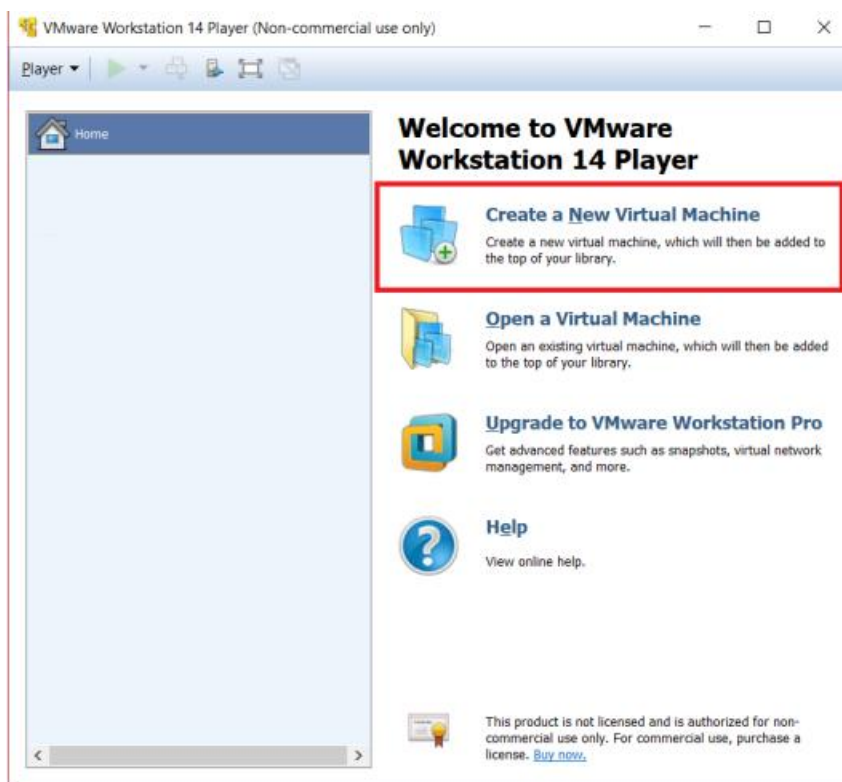 VMware Workstation 14 Player (Non-commercial use only)
Player
Home
Welcome to VMware
Workstation 14 Player
Create a New Virtual Machine
Create a new virtual machine, which will then be added to
the top of your library.
Open a Virtual Machine
Open an existing virtual machine, which will then be added
to the top of your library.
Upgrade to VMware Workstation Pro
Get advanced features such as snapshots, virtual network
management, and more.
Help
View online help.
This product is not licensed and is authorized for non-
commercial use only. For commercial use, purchase a
license. Buy now.